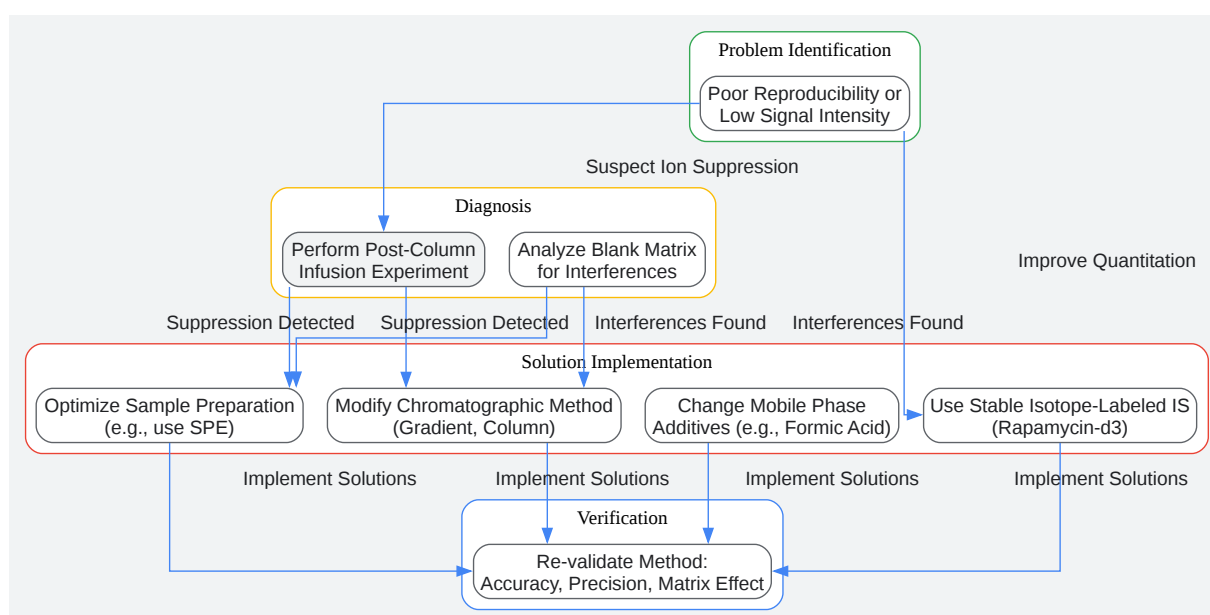 Problem Identification
Poor Reproducibility or
Low Signal Intensity
Suspect Ion Suppression
Diagnosis
Perform Post-Column
Infusion Experiment
Analyze Blank Matrix
for Interferences
Improve Quantitation
Suppression Detected
Suppression Detected
Interferences Found
Interferences Found
Solution Implementation
Optimize Sample Preparation
(e.g., use SPE)
Modify Chromatographic Method
(Gradient, Column)
Change Mobile Phase
Additives (e.g., Formic Acid)
Use Stable Isotope-Labeled IS
(Rapamycin-d3)
Implement Solutions
Implement Solutions
Implement Solutions
Implement Solutions
Verification
Re-validate Method:
Accuracy, Precision, Matrix Effect